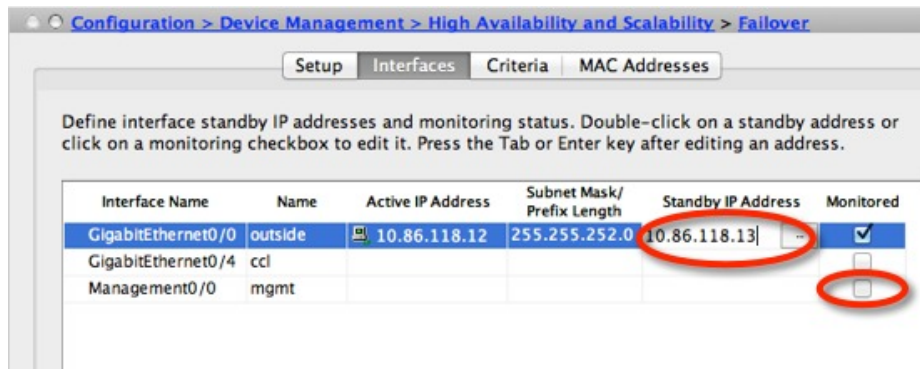 Configuration > Device Management > High Availability and Scalability > Failover
Setup Interfaces Criteria MAC Addresses
Define interface standby IP addresses and monitoring status. Double-click on a standby address or
click on a monitoring checkbox to edit it. Press the Tab or Enter key after editing an address.
Interface Name Name Active IP Address Subnet Mask/ Prefix Length Standby IP Address Monitored
GigabitEthernet0/0 outside 10.86.118.12 255.255.252.0 10.86.118.13 ...
GigabitEthernet0/4 ccl
Management0/0 mgmt